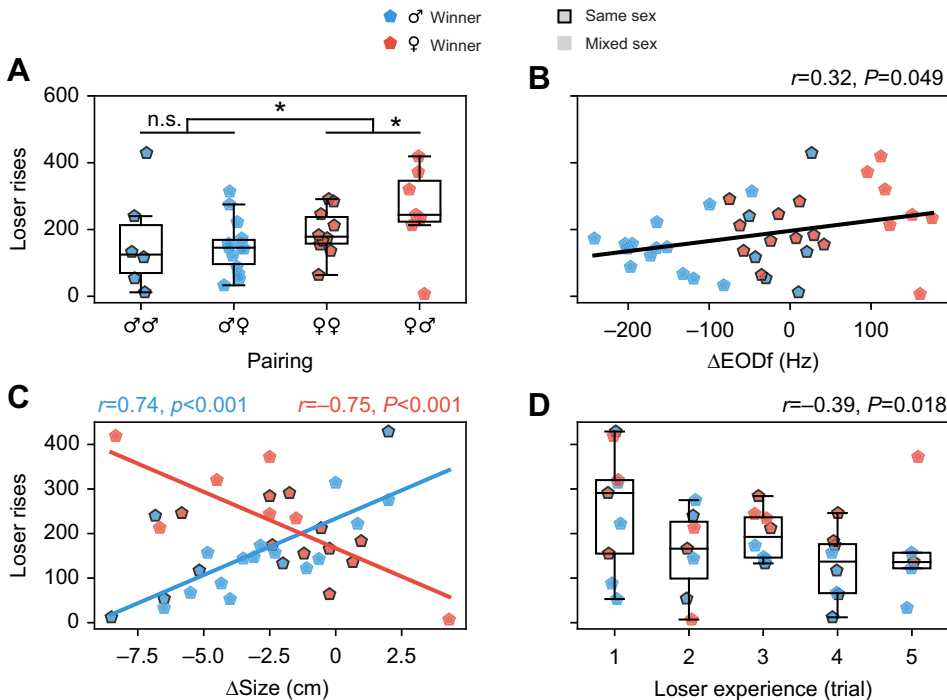 ♂ Winner
Same sex
♀ Winner
Mixed sex
A
600
400
200
0
Loser rises
n.s.
*
*
♂♂
♂♀
♀♀
♀♂
Pairing
B
r=0.32, P=0.049
–200
–100
0
100
ΔEODf (Hz)
C
r=0.74, p<0.001
r=–0.75, P<0.001
400
300
200
100
0
Loser rises
–7.5
–5.0
–2.5
0
2.5
ΔSize (cm)
D
r=–0.39, P=0.018
1
2
3
4
5
Loser experience (trial)